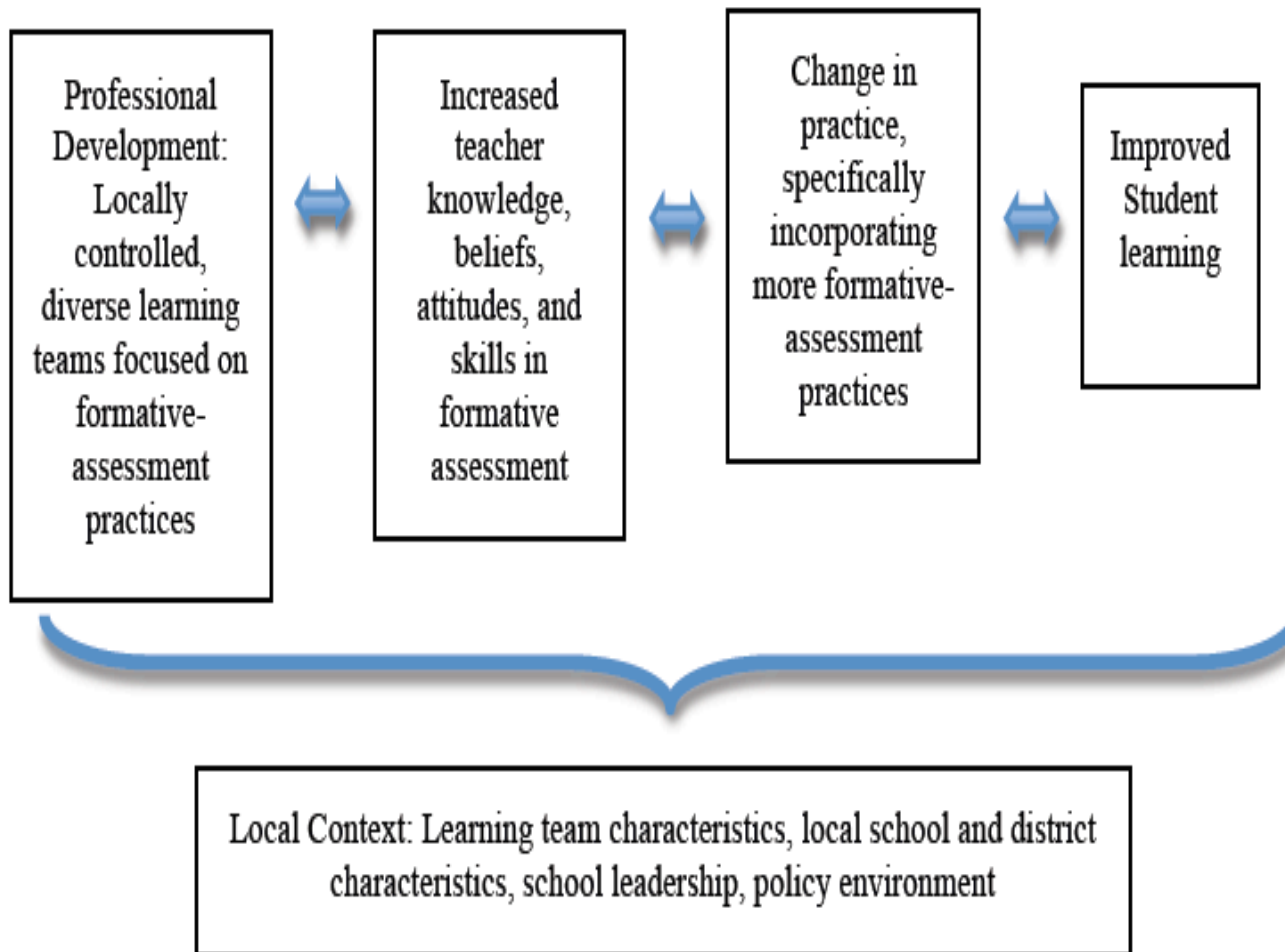 Professional
Development:
Locally
controlled,
diverse learning
teams focused on
formative-
assessment
practices
Increased
teacher
knowledge,
beliefs,
attitudes, and
skills in
formative
assessment
Change in
practice,
specifically
incorporating
more formative-
assessment
practices
Improved
Student
learning
Local Context: Learning team characteristics, local school and district
characteristics, school leadership, policy environment